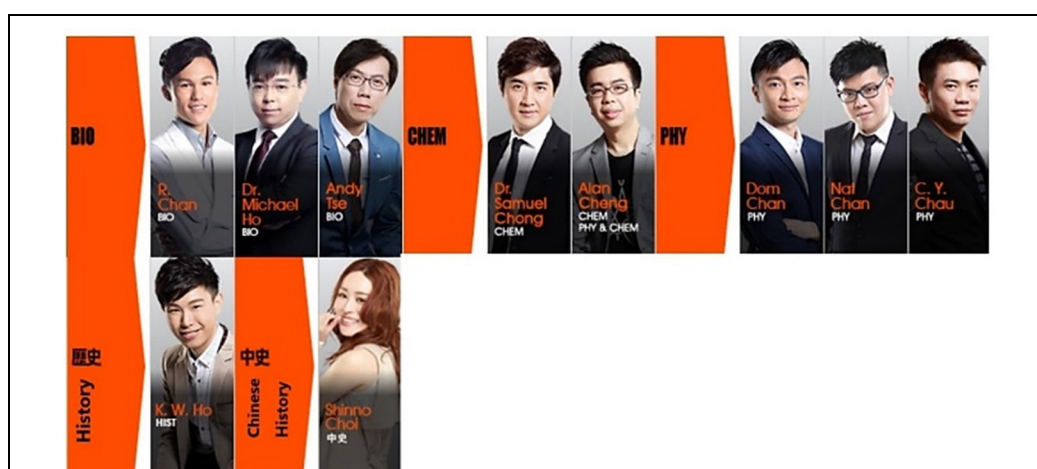 BIO
R.
Chan
BIO
Dr.
Michael
Ho
BIO
Andy
Tse
BIO
CHEM
Dr.
Samuel
Chong
CHEM
Alan
Cheng
CHEM
PHY & CHEM
PHY
Dom
Chan
PHY
Nat
Chan
PHY
C. Y.
Chau
PHY
歷史
History
K. W. Ho
HIST
中史
Chinese
History
Shinno
Choi
中史